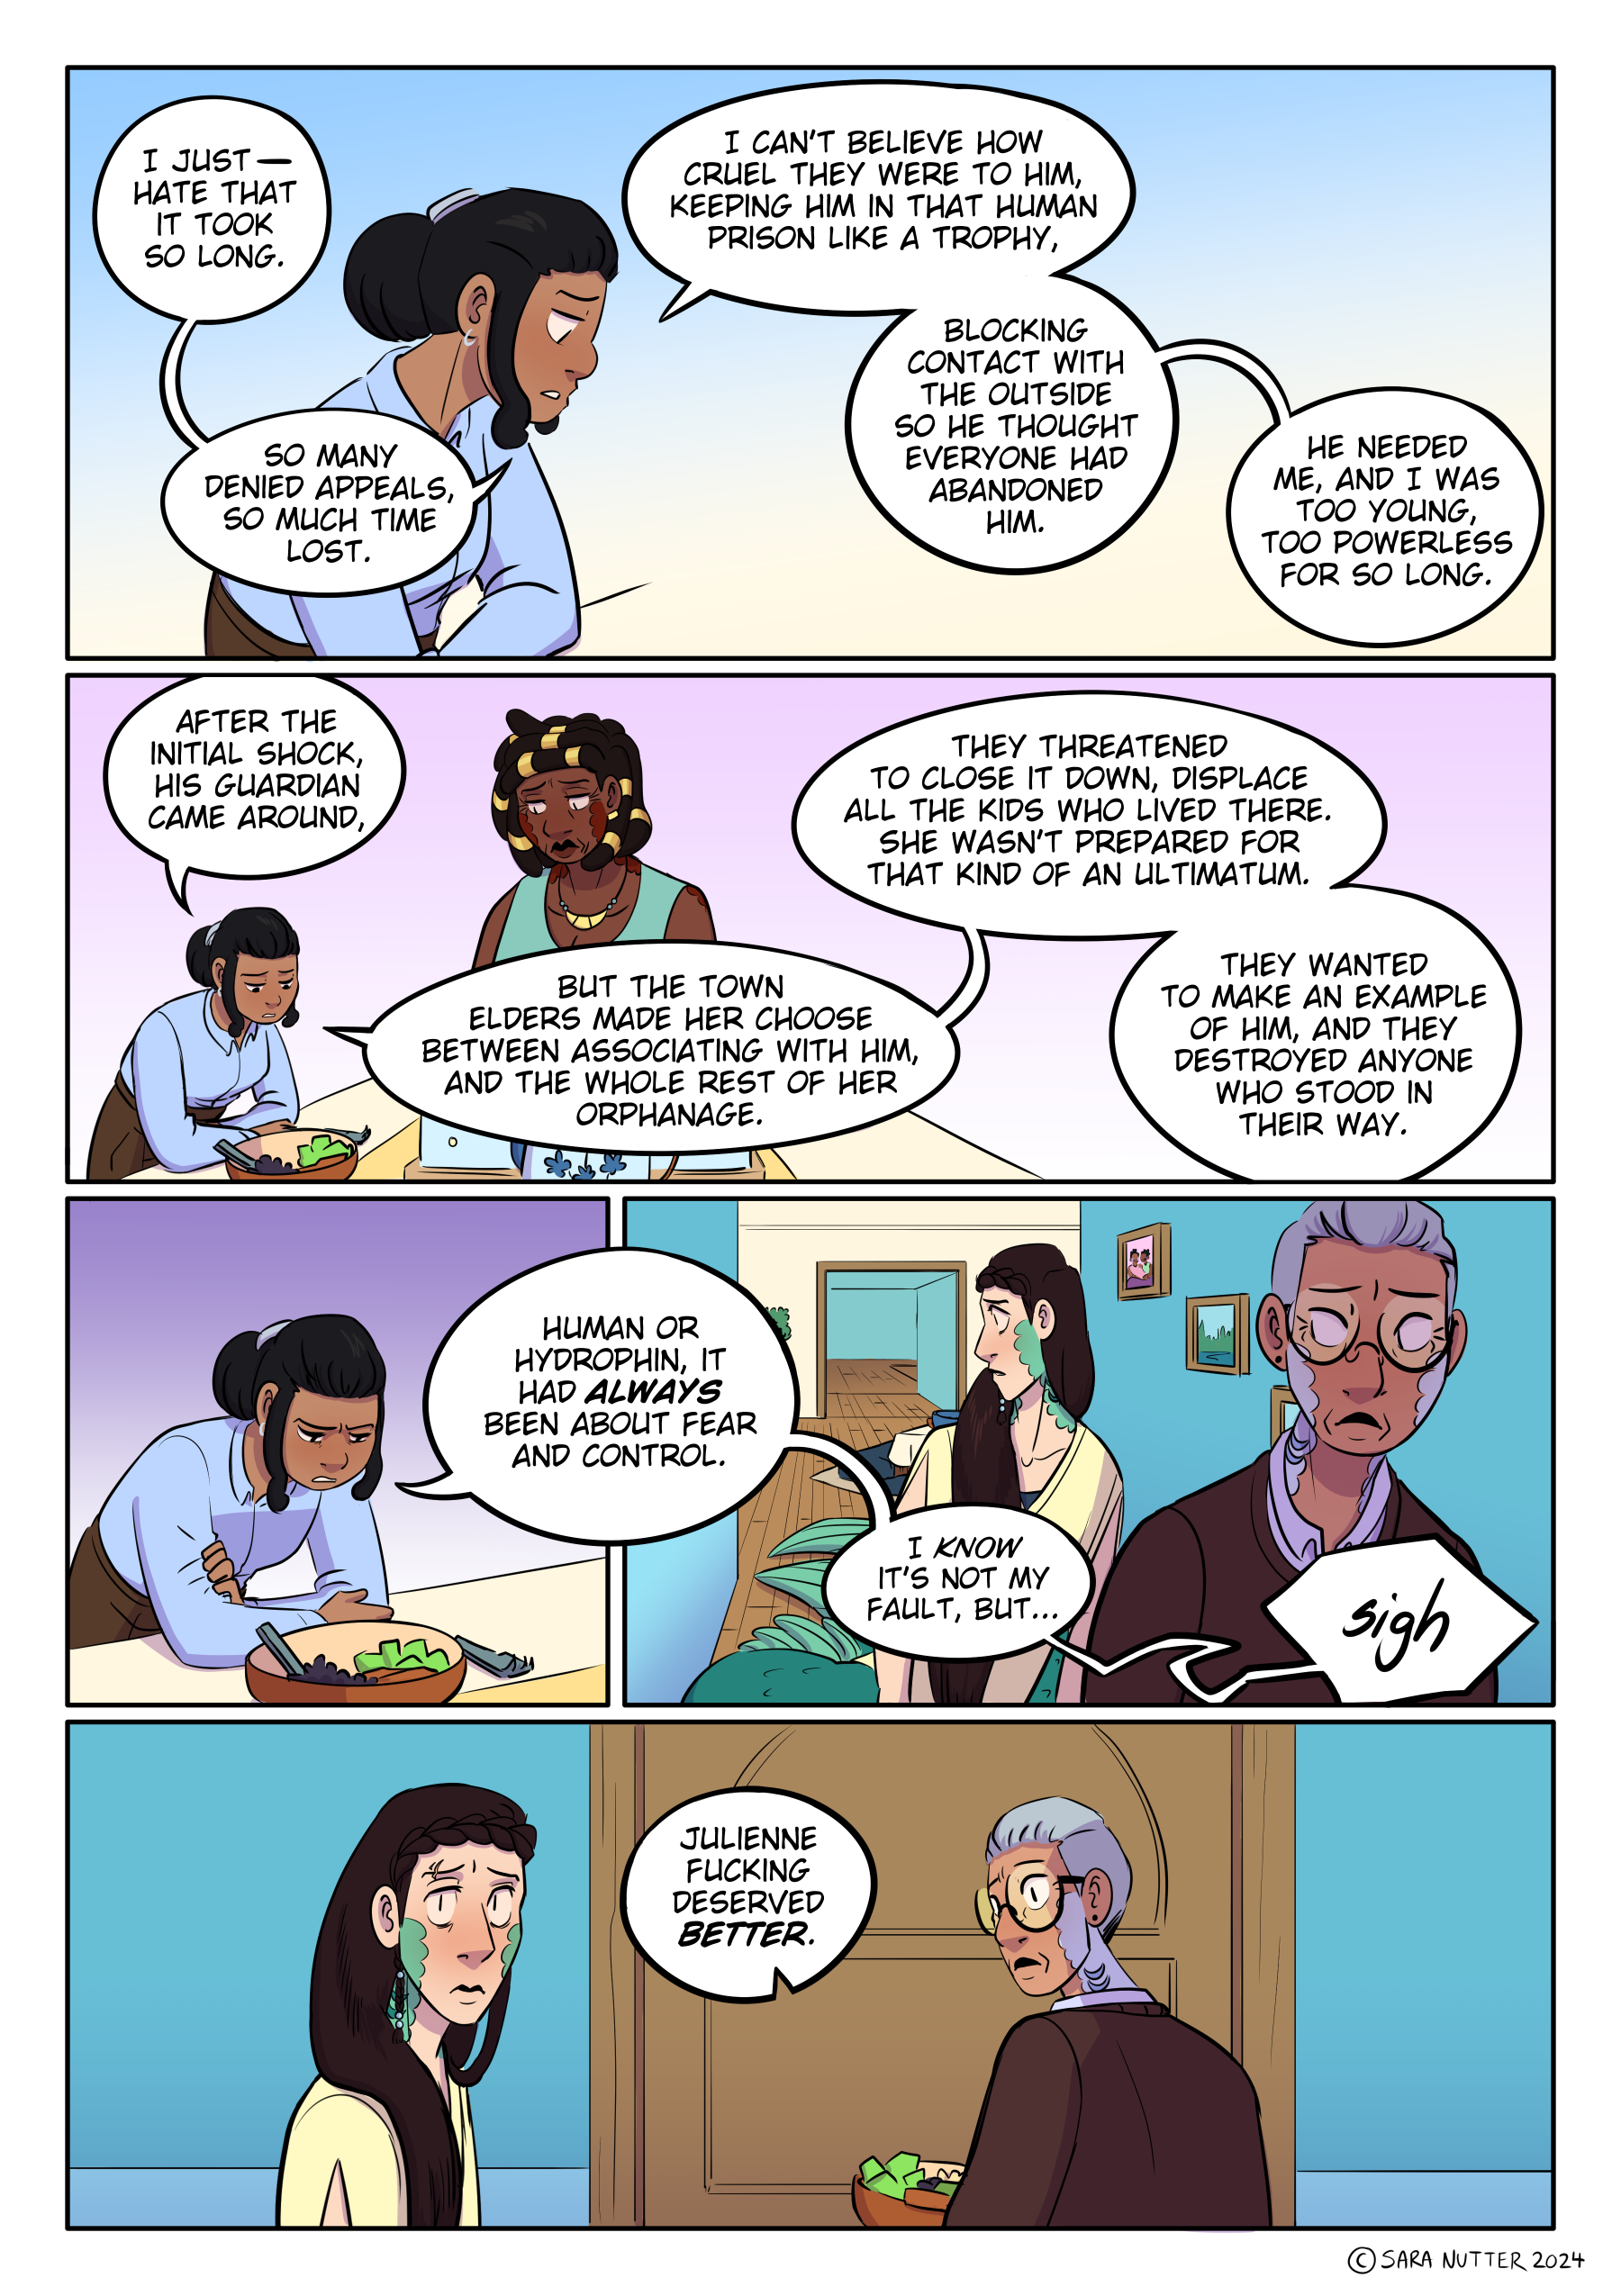 I JUST—
HATE THAT
IT TOOK
SO LONG.
SO MANY
DENIED APPEALS,
SO MUCH TIME
LOST.
I CAN'T BELIEVE HOW
CRUEL THEY WERE TO HIM,
KEEPING HIM IN THAT HUMAN
PRISON LIKE A TROPHY,
BLOCKING
CONTACT WITH
THE OUTSIDE
SO HE THOUGHT
EVERYONE HAD
ABANDONED
HIM.
HE NEEDED
ME, AND I WAS
TOO YOUNG,
TOO POWERLESS
FOR SO LONG.
AFTER THE
INITIAL SHOCK,
HIS GUARDIAN
CAME AROUND,
BUT THE TOWN
ELDERS MADE HER CHOOSE
BETWEEN ASSOCIATING WITH HIM,
AND THE WHOLE REST OF HER
ORPHANAGE.
THEY THREATENED
TO CLOSE IT DOWN, DISPLACE
ALL THE KIDS WHO LIVED THERE.
SHE WASN'T PREPARED FOR
THAT KIND OF AN ULTIMATUM.
THEY WANTED
TO MAKE AN EXAMPLE
OF HIM, AND THEY
DESTROYED ANYONE
WHO STOOD IN
THEIR WAY.
HUMAN OR
HYDROPHIN, IT
HAD ALWAYS
BEEN ABOUT FEAR
AND CONTROL.
I KNOW
IT'S NOT MY
FAULT, BUT...
sigh
JULIENNE
FUCKING
DESERVED
BETTER.
© SARA NUTTER 2024